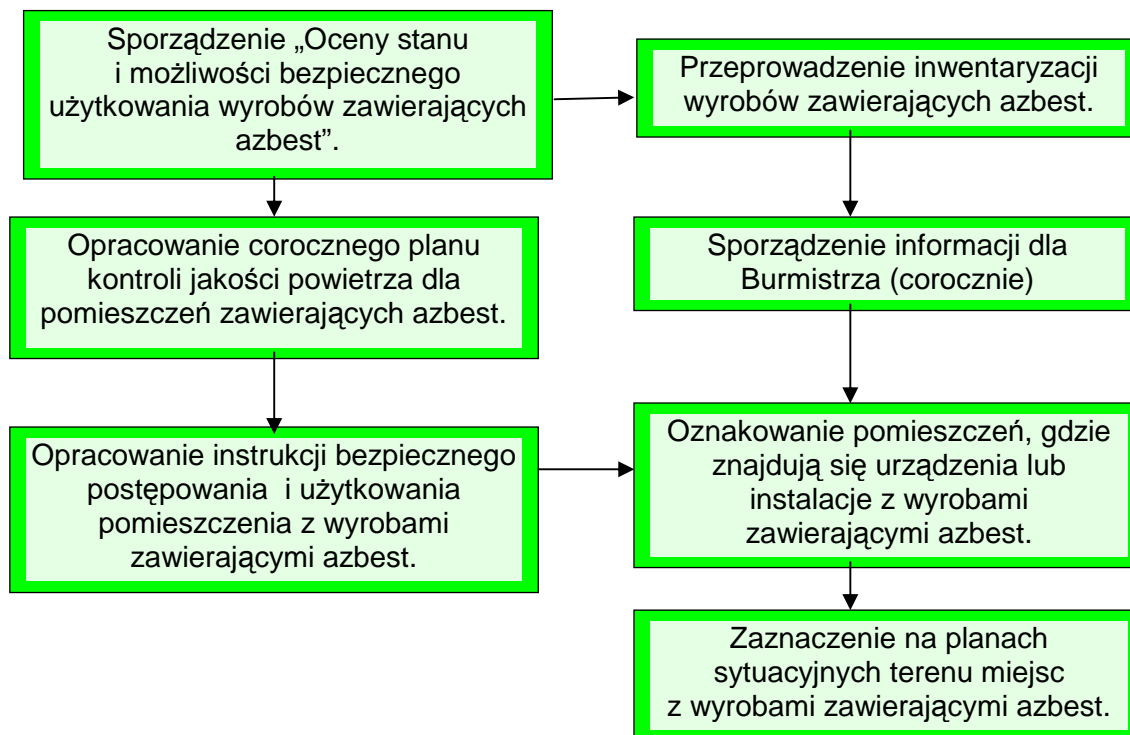 Sporządzenie „Oceny stanu
i możliwości bezpiecznego
użytkowania wyrobów zawierających
azbest”.
Przeprowadzenie inwentaryzacji
wyrobów zawierających azbest.
Opracowanie corocznego planu
kontroli jakości powietrza dla
pomieszczeń zawierających azbest.
Sporządzenie informacji dla
Burmistrza (corocznie)
Opracowanie instrukcji bezpiecznego
postępowania i użytkowania
pomieszczenia z wyrobami
zawierającymi azbest.
Oznakowanie pomieszczeń, gdzie
znajdują się urządzenia lub
instalacje z wyrobami
zawierającymi azbest.
Zaznaczenie na planach
sytuacyjnych terenu miejsc
z wyrobami zawierającymi azbest.